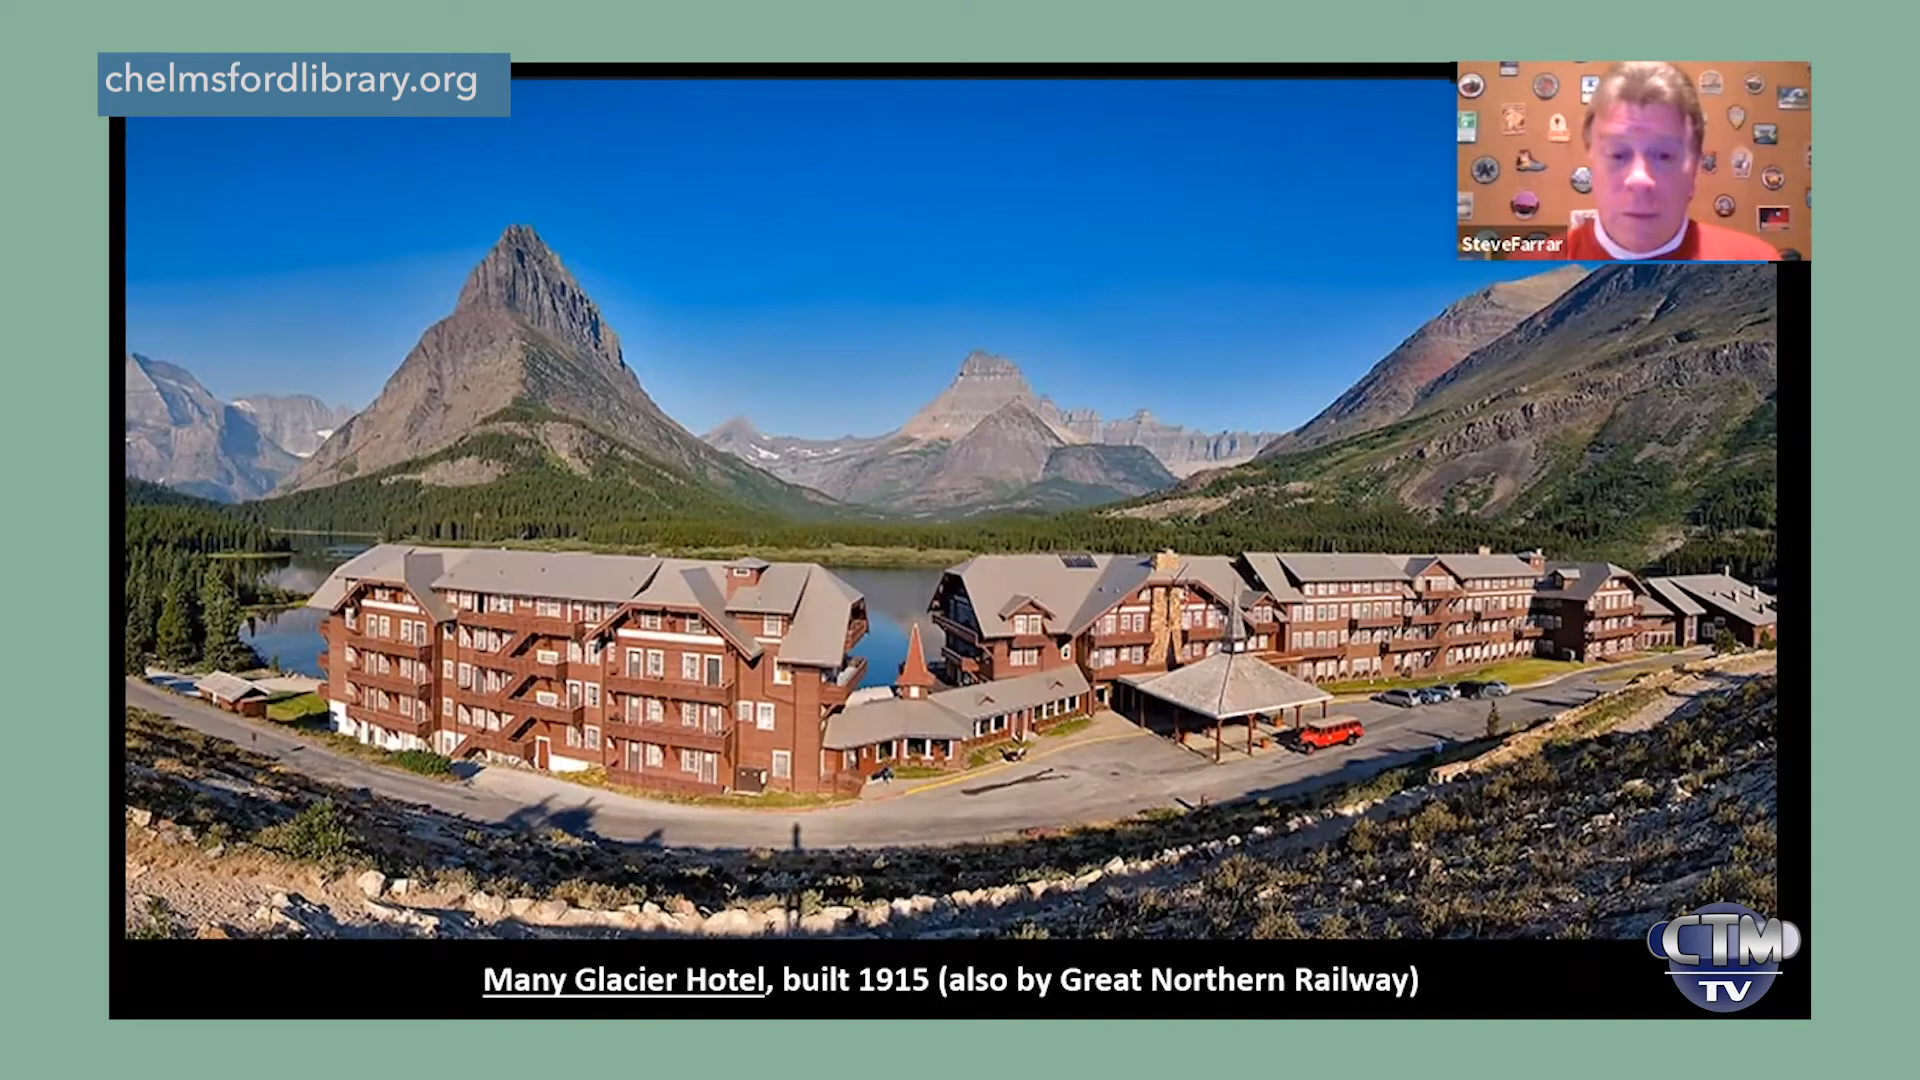 chelmsfordlibrary.org
SteveFarrar
Many Glacier Hotel, built 1915 (also by Great Northern Railway)
CTM
TV